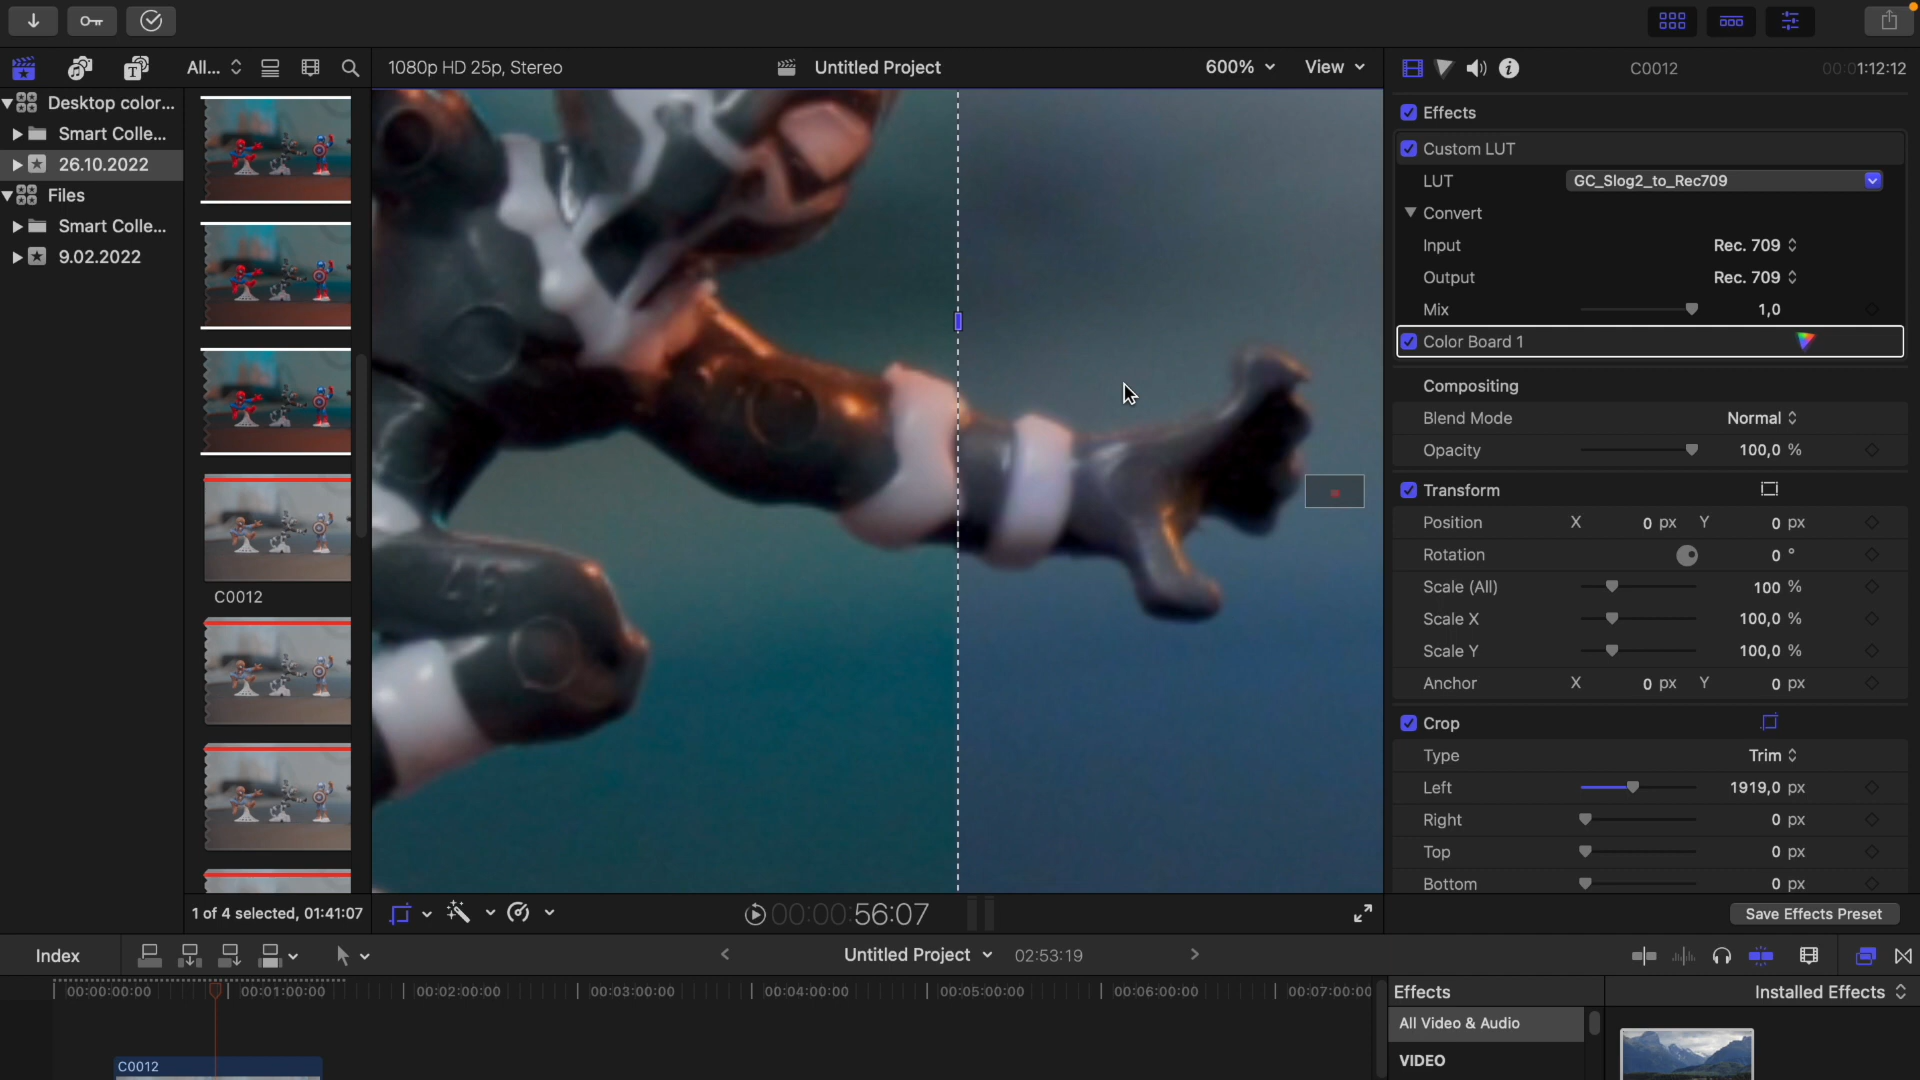 All...
1080p HD 25p, Stereo
Untitled Project
600%
View
C0012
00:01:12:12
Desktop color...
Smart Colle...
26.10.2022
Files
Smart Colle...
9.02.2022
C0012
1 of 4 selected, 01:41:07
Effects
Custom LUT
LUT
GC_Slog2_to_Rec709
Convert
Input
Rec. 709
Output
Rec. 709
Mix
1,0
Color Board 1
Compositing
Blend Mode
Normal
Opacity
100,0 %
Transform
Position
X 0 px Y 0 px
Rotation
0 °
Scale (All)
100 %
Scale X
100,0 %
Scale Y
100,0 %
Anchor
X 0 px Y 0 px
Crop
Type
Trim
Left
1919,0 px
Right
0 px
Top
0 px
Bottom
0 px
00:00:56:07
Save Effects Preset
Index
Untitled Project
02:53:19
00:00:00:00
00:01:00:00
00:02:00:00
00:03:00:00
00:04:00:00
00:05:00:00
00:06:00:00
00:07:00:0
C0012
Effects
Installed Effects
All Video & Audio
VIDEO